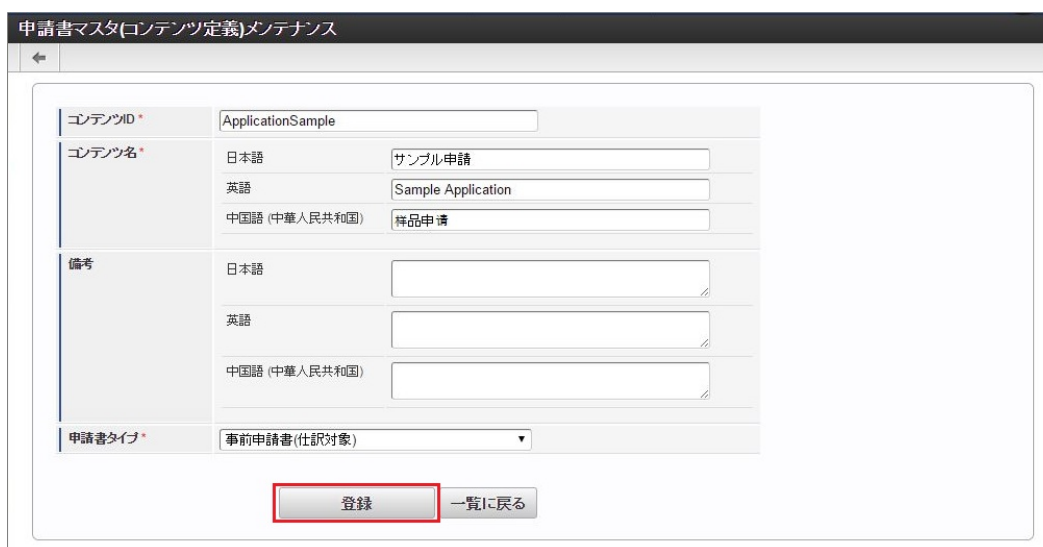 申請書マスタ(コンテンツ定義)メンテナンス
コンテンツID *
ApplicationSample
コンテンツ名 *
日本語
サンプル申請
英語
Sample Application
中国語 (中華人民共和国)
样品申请
備考
日本語
英語
中国語 (中華人民共和国)
申請書タイプ *
事前申請書(仕訳対象)
登録
一覧に戻る